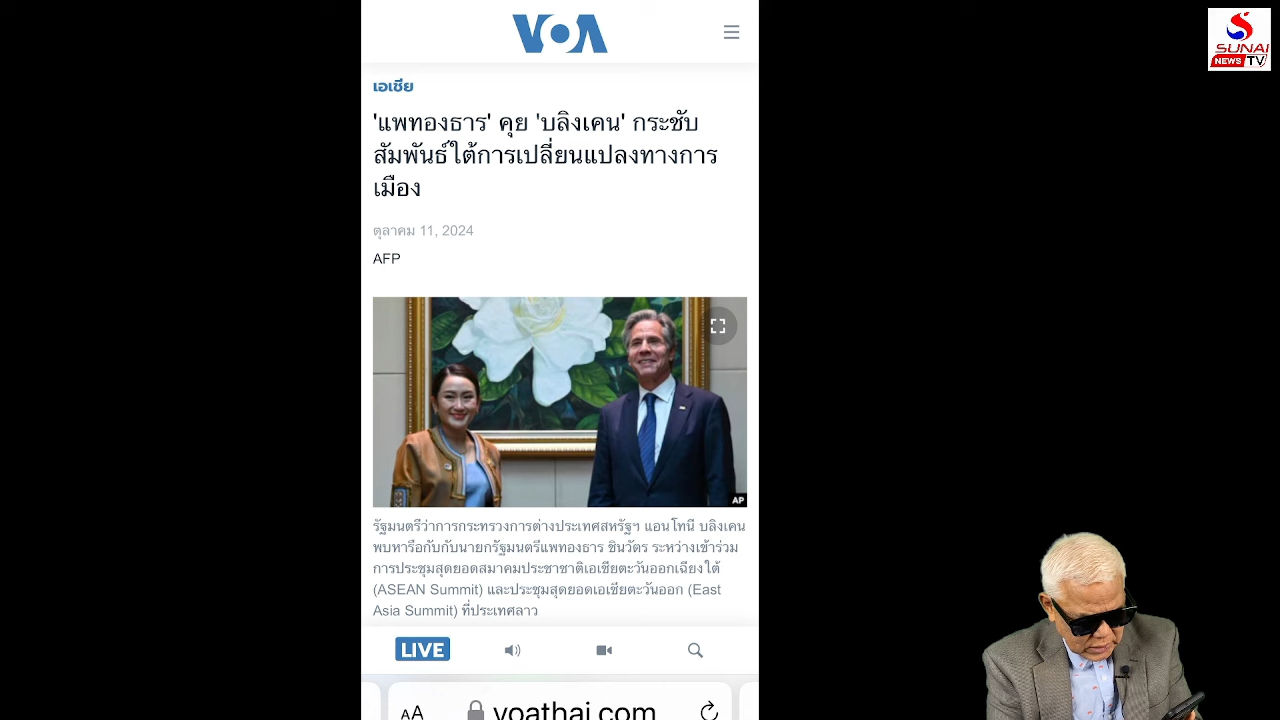 VOA
SUNAI
NEWS TV
เอเชีย
'แพทองธาร' คุย 'บลิงเคน' กระชับ
สัมพันธ์ใต้การเปลี่ยนแปลงทางการ
เมือง
ตุลาคม 11, 2024
AFP
AP
รัฐมนตรีว่าการกระทรวงการต่างประเทศสหรัฐฯ แอนโทนี บลิงเคน
พบหารือกับกับนายกรัฐมนตรีแพทองธาร ชินวัตร ระหว่างเข้าร่วม
การประชุมสุดยอดสมาคมประชาชาติเอเชียตะวันออกเฉียงใต้
(ASEAN Summit) และประชุมสุดยอดเอเชียตะวันออก (East
Asia Summit) ที่ประเทศลาว
LIVE
AA voathai.com